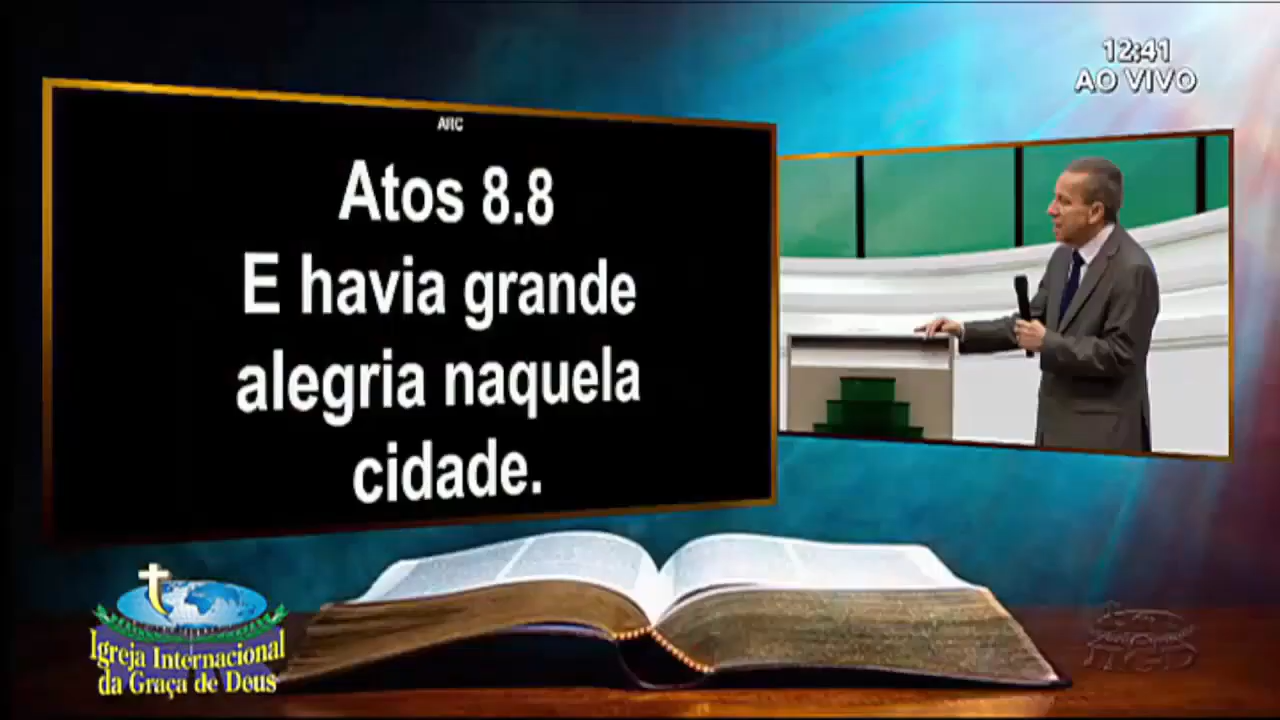 12:41
AO VIVO
ARC
Atos 8.8
E havia grande
alegria naquela
cidade.
Igreja Internacional
da Graça de Deus